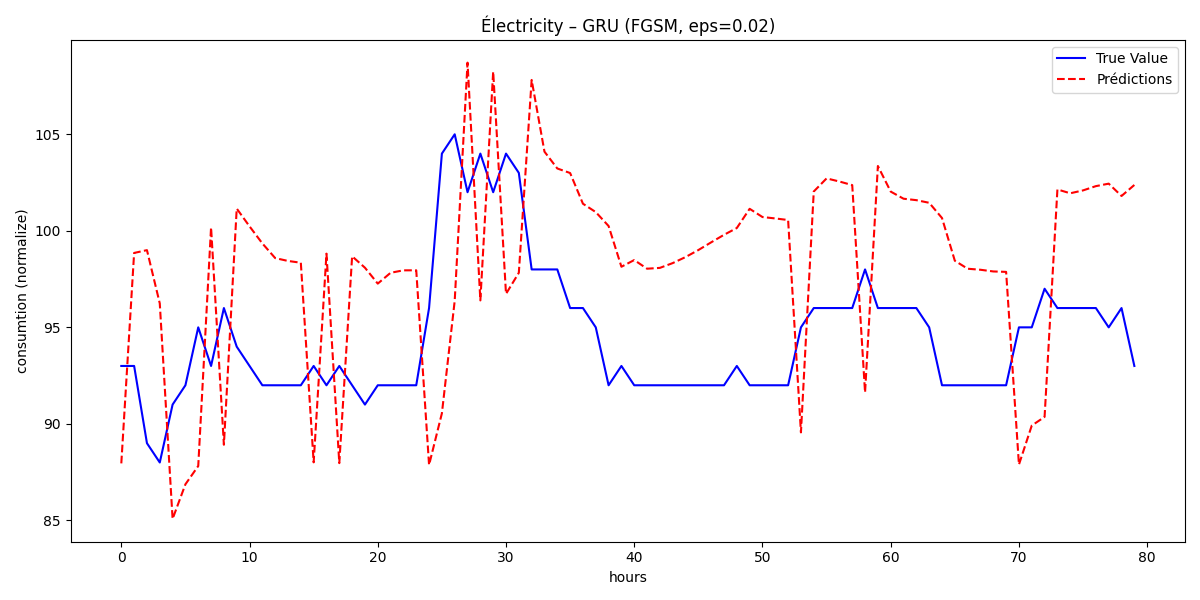 Électricity – GRU (FGSM, eps=0.02)
True Value
Prédictions
consumtion (normalize)
105
100
95
90
85
0 10 20 30 40 50 60 70 80
hours